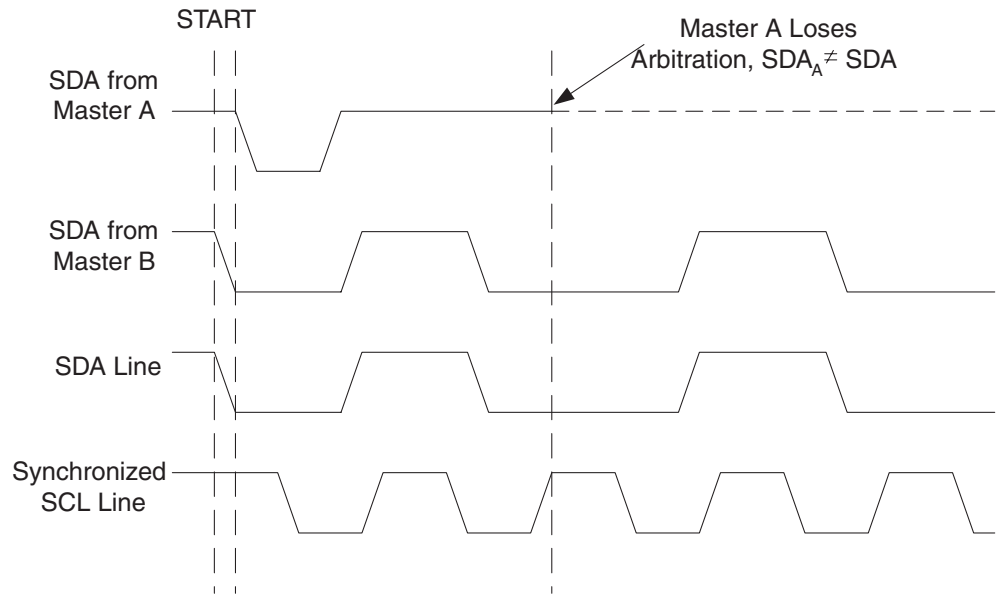 START
Master A Loses
Arbitration, SDA_A ≠ SDA
SDA from
Master A
SDA from
Master B
SDA Line
Synchronized
SCL Line